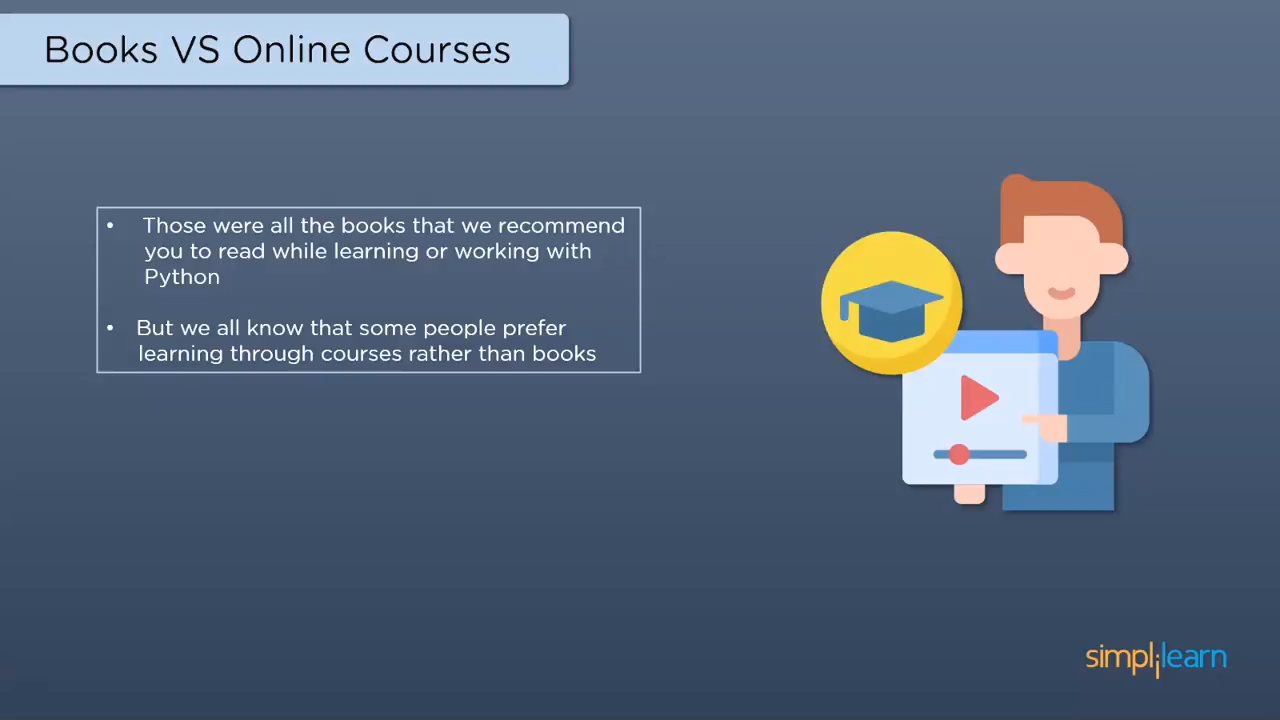 Books VS Online Courses
• Those were all the books that we recommend
you to read while learning or working with
Python
• But we all know that some people prefer
learning through courses rather than books
simplilearn